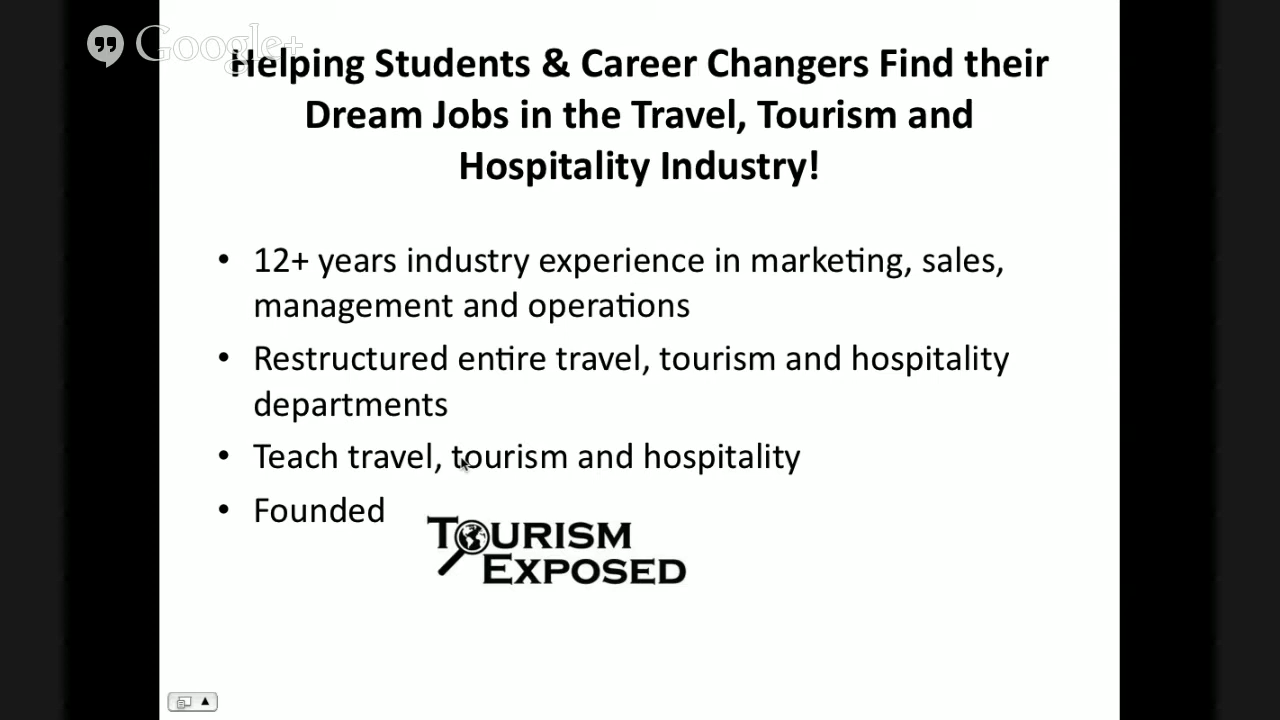 Google+
Helping Students & Career Changers Find their
Dream Jobs in the Travel, Tourism and
Hospitality Industry!
• 12+ years industry experience in marketing, sales,
management and operations
• Restructured entire travel, tourism and hospitality
departments
• Teach travel, tourism and hospitality
• Founded
TOURISM
EXPOSED